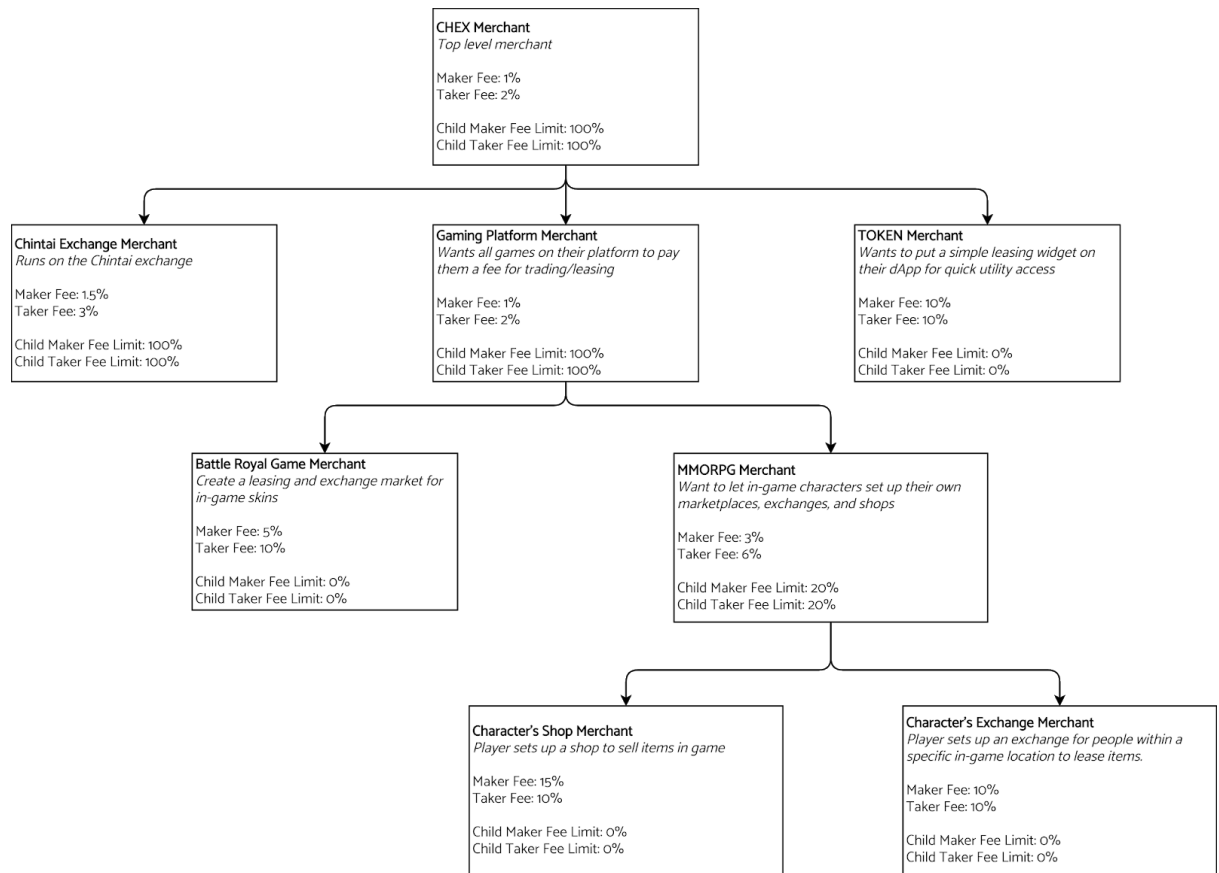 CHEX Merchant
Top level merchant
Maker Fee: 1%
Taker Fee: 2%
Child Maker Fee Limit: 100%
Child Taker Fee Limit: 100%
Chintai Exchange Merchant
Runs on the Chintai exchange
Maker Fee: 1.5%
Taker Fee: 3%
Child Maker Fee Limit: 100%
Child Taker Fee Limit: 100%
Gaming Platform Merchant
Wants all games on their platform to pay
them a fee for trading/leasing
Maker Fee: 1%
Taker Fee: 2%
Child Maker Fee Limit: 100%
Child Taker Fee Limit: 100%
TOKEN Merchant
Wants to put a simple leasing widget on
their dApp for quick utility access
Maker Fee: 10%
Taker Fee: 10%
Child Maker Fee Limit: 0%
Child Taker Fee Limit: 0%
Battle Royal Game Merchant
Create a leasing and exchange market for
in-game skins
Maker Fee: 5%
Taker Fee: 10%
Child Maker Fee Limit: 0%
Child Taker Fee Limit: 0%
MMORPG Merchant
Want to let in-game characters set up their own
marketplaces, exchanges, and shops
Maker Fee: 3%
Taker Fee: 6%
Child Maker Fee Limit: 20%
Child Taker Fee Limit: 20%
Character's Shop Merchant
Player sets up a shop to sell items in game
Maker Fee: 15%
Taker Fee: 10%
Child Maker Fee Limit: 0%
Child Taker Fee Limit: 0%
Character's Exchange Merchant
Player sets up an exchange for people within a
specific in-game location to lease items.
Maker Fee: 10%
Taker Fee: 10%
Child Maker Fee Limit: 0%
Child Taker Fee Limit: 0%